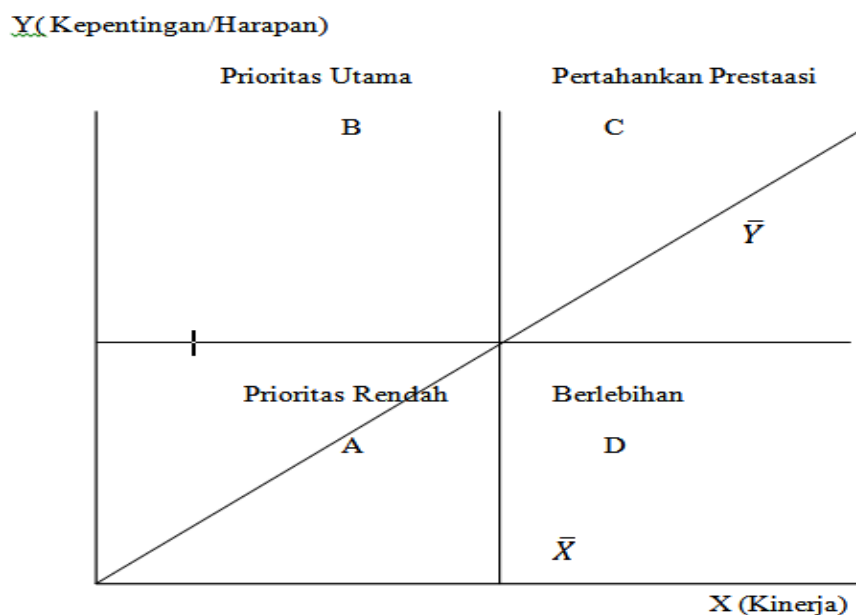 Y( Kepentingan/Harapan)
Prioritas Utama
Pertahankan Prestaasi
B
C
Y̅
Prioritas Rendah
Berlebihan
A
D
X̅
X (Kinerja)